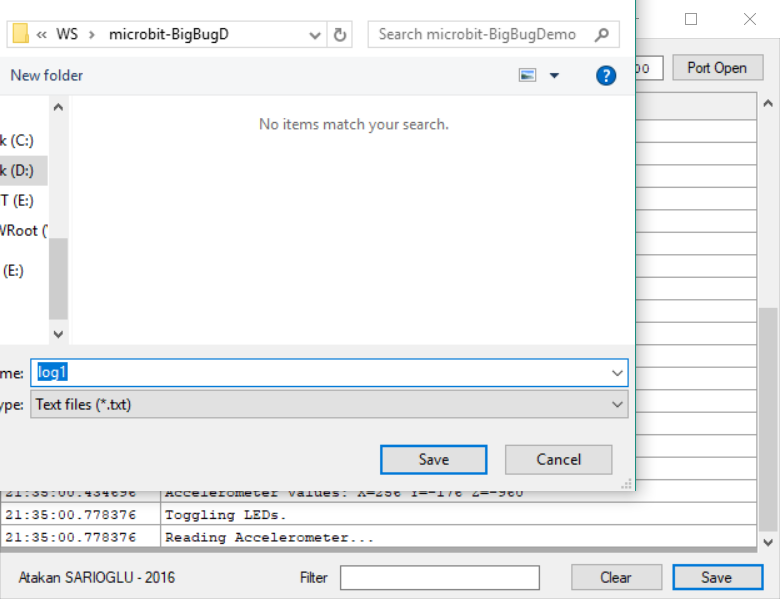 « WS > microbit-BigBugD
Search microbit-BigBugDemo
Port Open
New folder
No items match your search.
k (C:)
k (D:)
T (E:)
WRoot (
(E:)
me: log1
ype: Text files (*.txt)
Save Cancel
21:35:00.434696 Accelerometer values: X=256 Y=-176 Z=-960
21:35:00.778376 Toggling LEDs.
21:35:00.778376 Reading Accelerometer...
Atakan SARIOGLU - 2016 Filter Clear Save